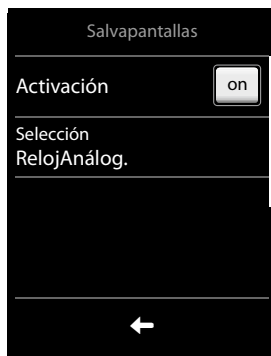 Salvapantallas
Activación
on
Selección
RelojAnálog.